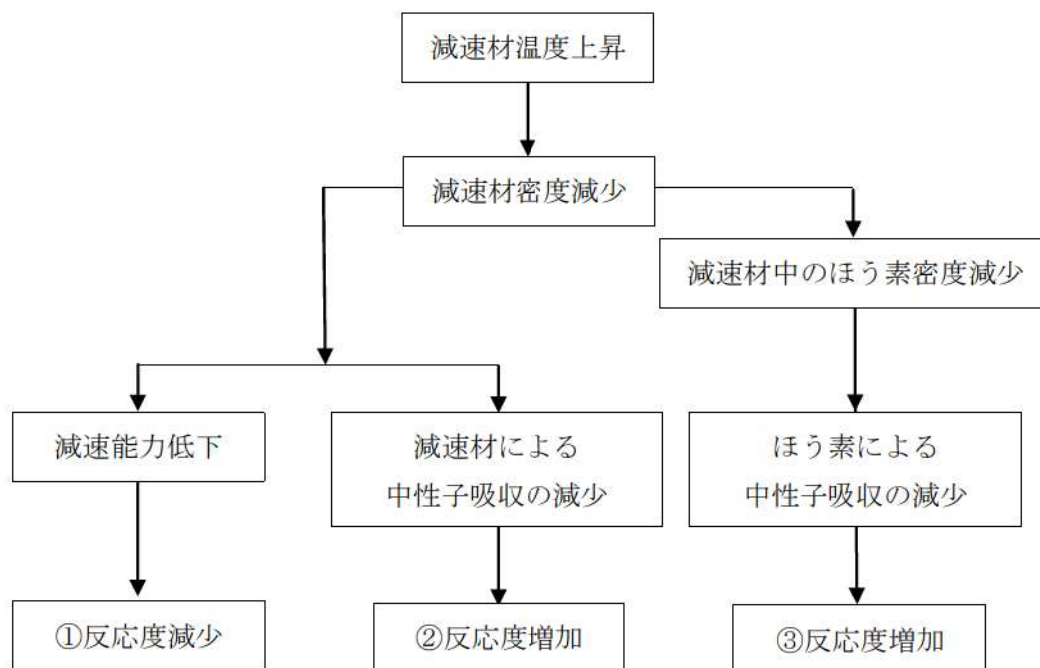 減速材温度上昇
減速材密度減少
減速材中のほう素密度減少
減速能力低下
減速材による
中性子吸収の減少
ほう素による
中性子吸収の減少
①反応度減少
②反応度増加
③反応度増加